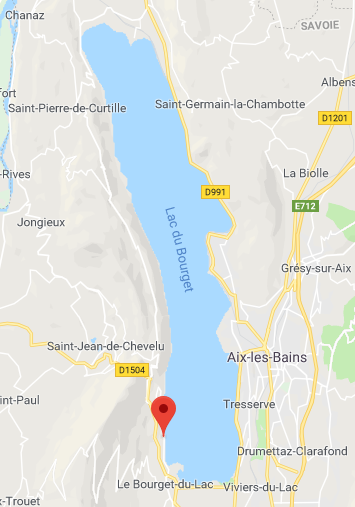 Chanaz
SAVOIE
Albens
fort
Saint-Pierre-de-Curtille
Saint-Germain-la-Chambotte
D1201
-Rives
La Biolle
D991
E712
Jongieux
Lac du Bourget
Grésy-sur-Aix
Saint-Jean-de-Chevelu
Aix-les-Bains
D1504
int-Paul
Tresserve
Drumettaz-Clarafond
Le Bourget-du-Lac
Viviers-du-Lac
x-Trouet